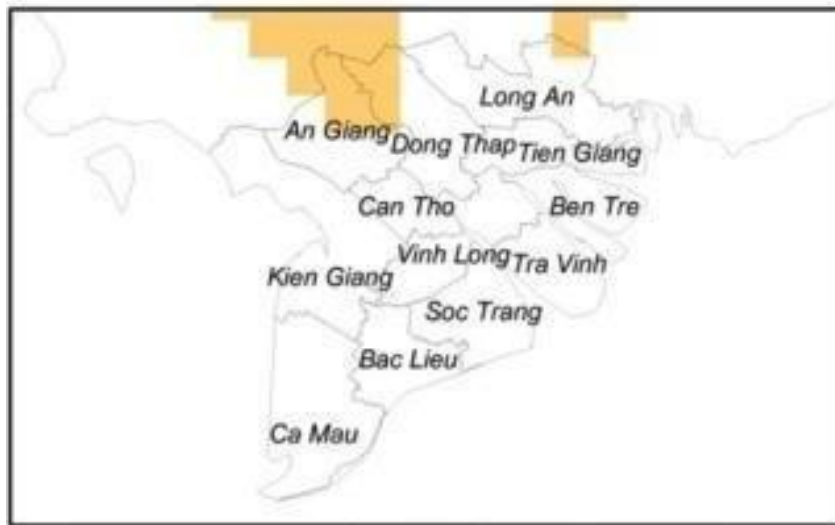 Long An
An Giang
Dong Thap
Tien Giang
Can Tho
Ben Tre
Vinh Long
Tra Vinh
Kien Giang
Soc Trang
Bac Lieu
Ca Mau